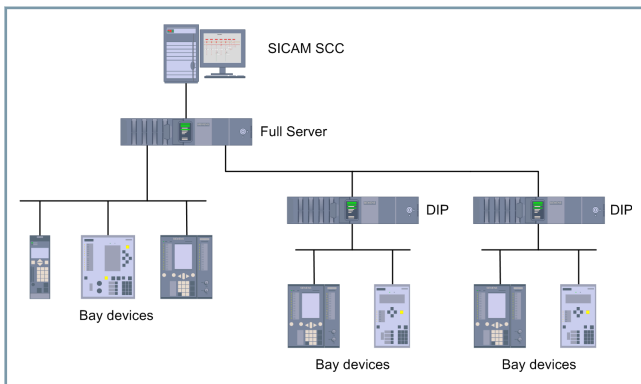 SICAM SCC
Full Server
DIP
DIP
Bay devices
Bay devices
Bay devices